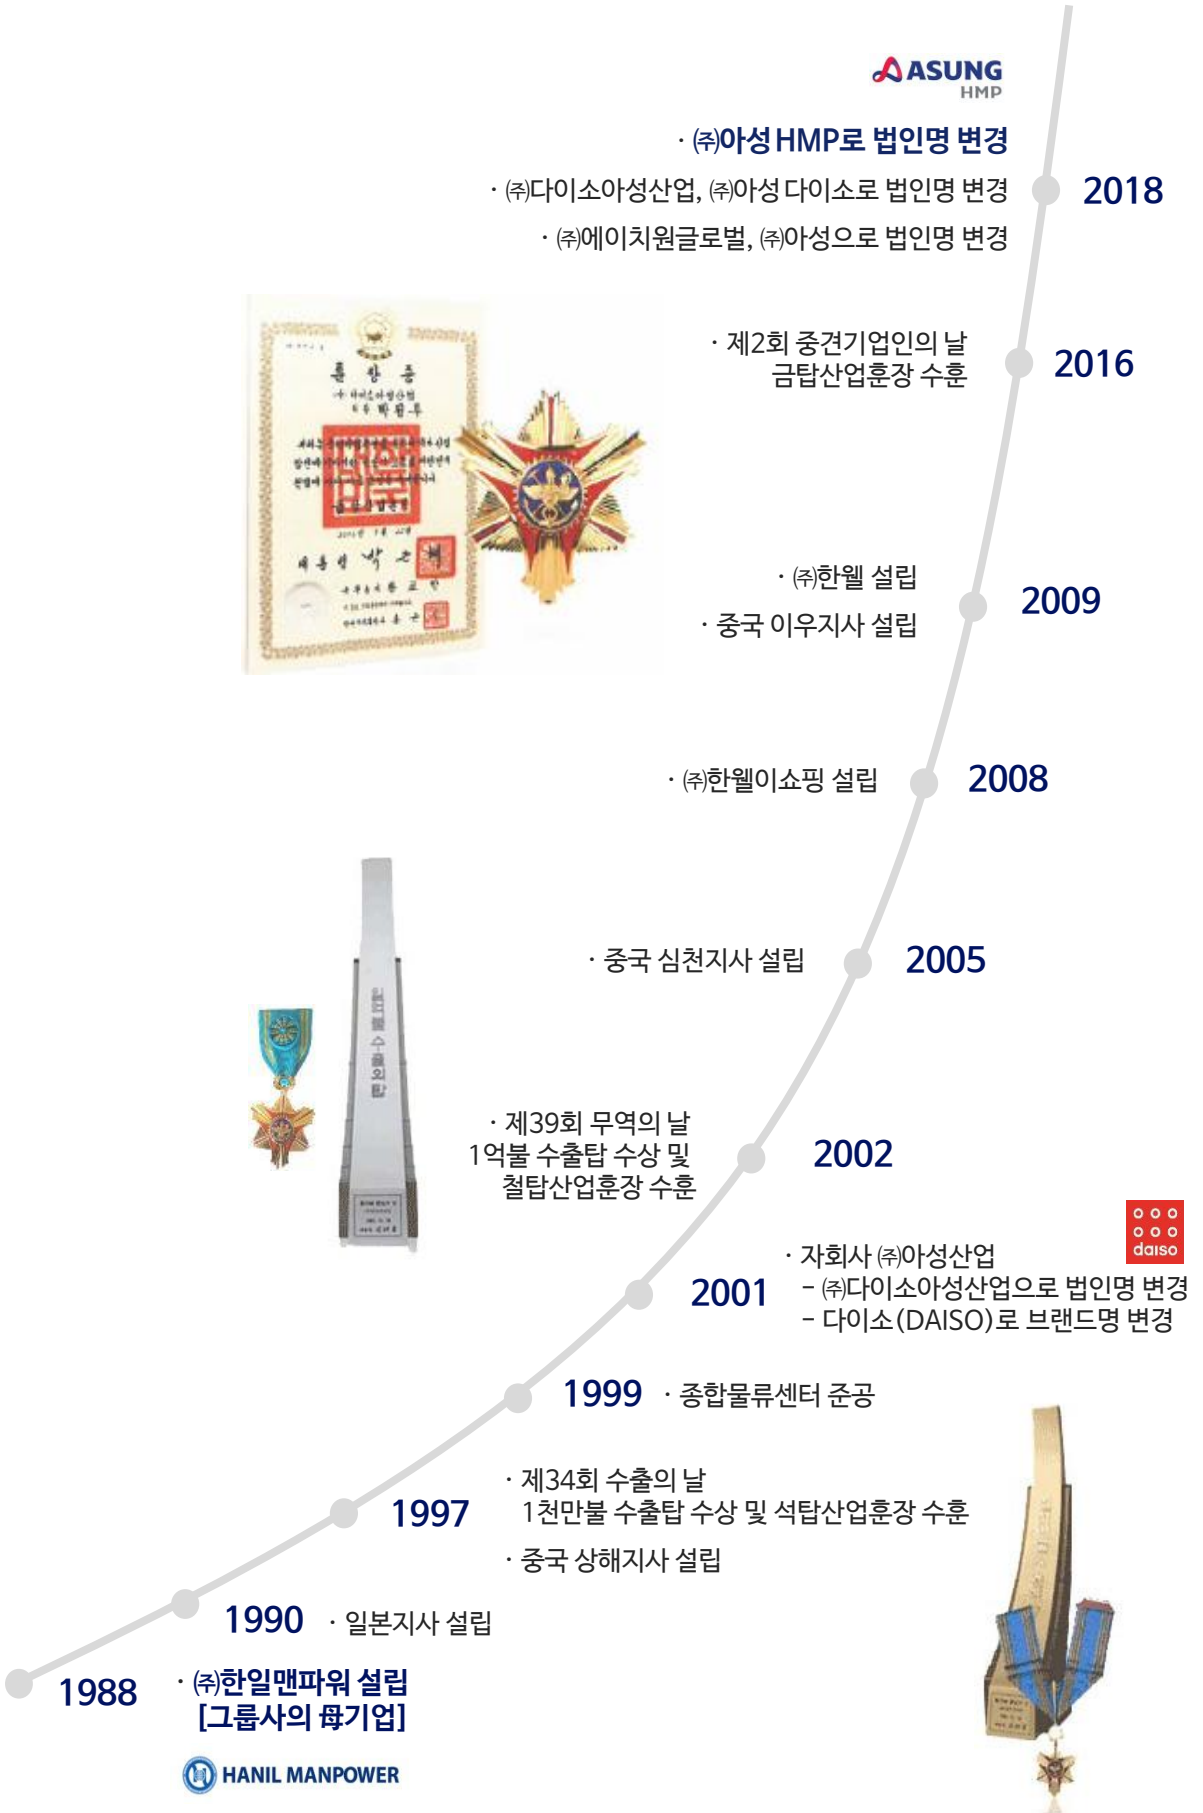 ASUNG
HMP
· ㈜아성HMP로 법인명 변경
· ㈜다이소아성산업, ㈜아성다이소로 법인명 변경
· ㈜에이치원글로벌, ㈜아성으로 법인명 변경
2018
훈장증
· 제2회 중견기업인의 날
금탑산업훈장 수훈
2016
· ㈜한웰 설립
· 중국 이우지사 설립
2009
· ㈜한웰이쇼핑 설립
2008
· 중국 심천지사 설립
2005
일억불수출의탑
· 제39회 무역의 날
1억불 수출탑 수상 및
철탑산업훈장 수훈
2002
daiso
2001
· 자회사 ㈜아성산업
- ㈜다이소아성산업으로 법인명 변경
- 다이소(DAISO)로 브랜드명 변경
1999 · 종합물류센터 준공
1997
· 제34회 수출의 날
1천만불 수출탑 수상 및 석탑산업훈장 수훈
· 중국 상해지사 설립
1990 · 일본지사 설립
1988
· ㈜한일맨파워 설립
[그룹사의 母기업]
HANIL MANPOWER